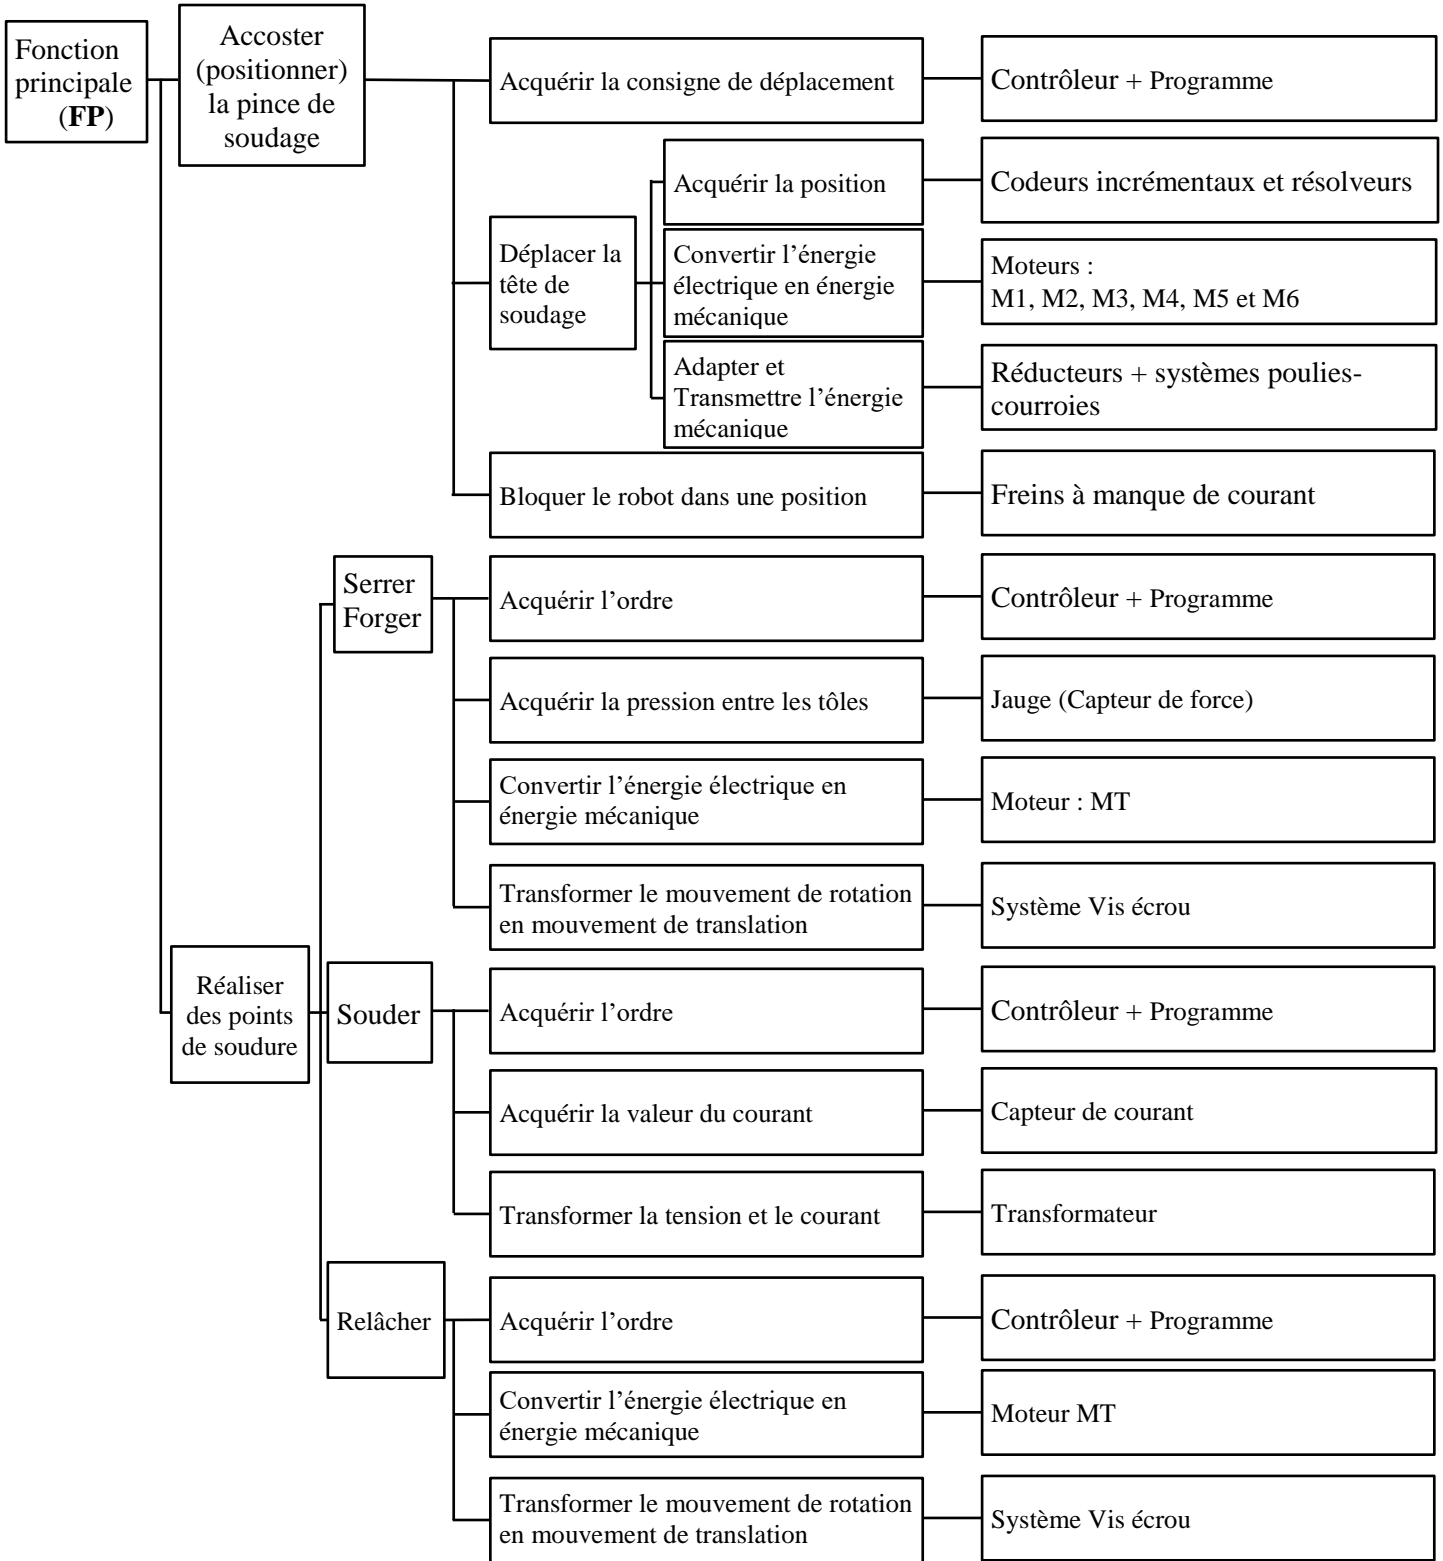 Fonction
principale
(FP)
Accoster
(positionner)
la pince de
soudage
Acquérir la consigne de déplacement
Contrôleur + Programme
Déplacer la
tête de
soudage
Acquérir la position
Codeurs incrémentaux et résolveurs
Convertir l’énergie
électrique en énergie
mécanique
Moteurs :
M1, M2, M3, M4, M5 et M6
Adapter et
Transmettre l’énergie
mécanique
Réducteurs + systèmes poulies-
courroies
Bloquer le robot dans une position
Freins à manque de courant
Réaliser
des points
de soudure
Serrer
Forger
Acquérir l’ordre
Contrôleur + Programme
Acquérir la pression entre les tôles
Jauge (Capteur de force)
Convertir l’énergie électrique en
énergie mécanique
Moteur : MT
Transformer le mouvement de rotation
en mouvement de translation
Système Vis écrou
Souder
Acquérir l’ordre
Contrôleur + Programme
Acquérir la valeur du courant
Capteur de courant
Transformer la tension et le courant
Transformateur
Relâcher
Acquérir l’ordre
Contrôleur + Programme
Convertir l’énergie électrique en
énergie mécanique
Moteur MT
Transformer le mouvement de rotation
en mouvement de translation
Système Vis écrou